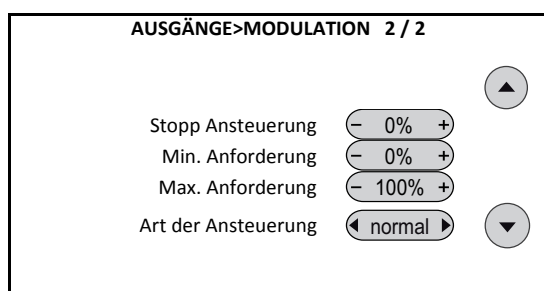 AUSGÄNGE>MODULATION 2 / 2
Stopp Ansteuerung − 0% +
Min. Anforderung − 0% +
Max. Anforderung − 100% +
Art der Ansteuerung normal